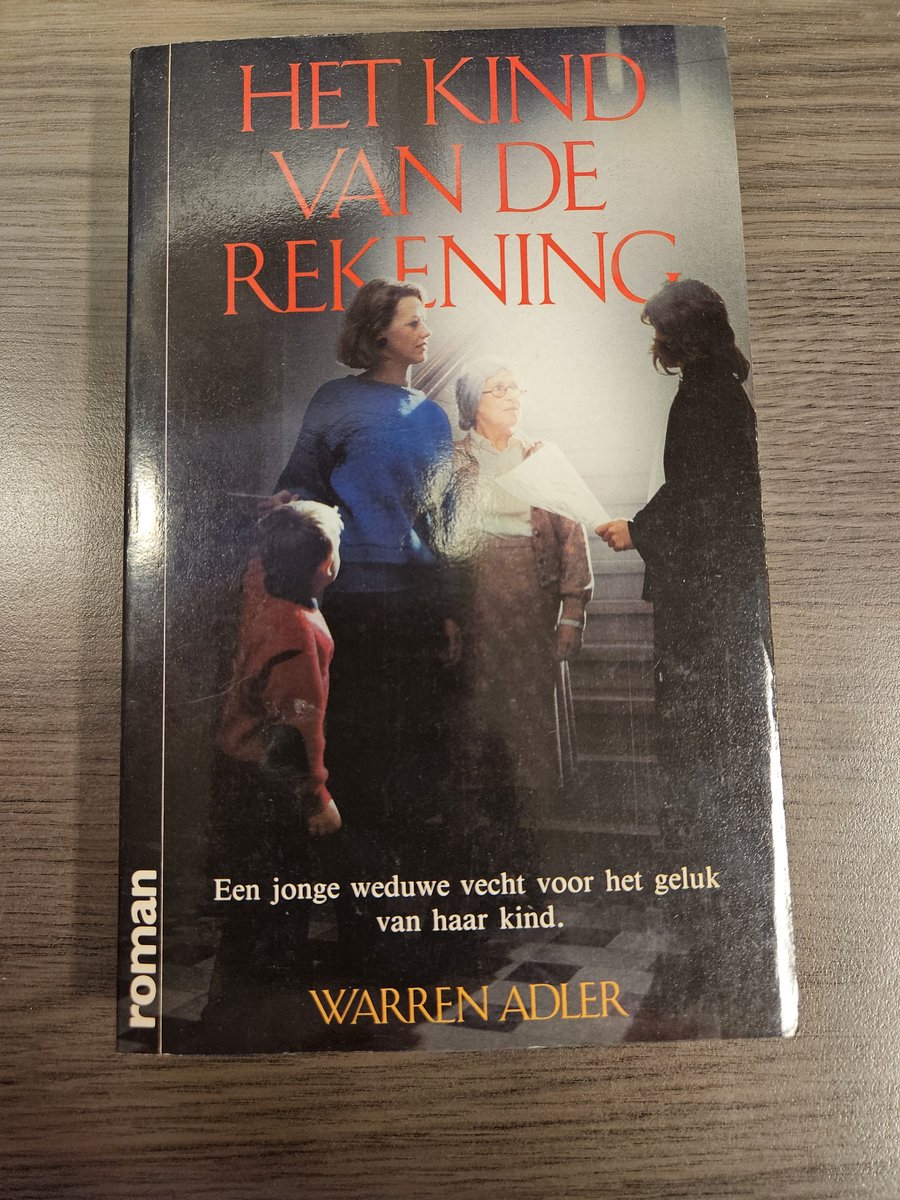 HET KIND
VAN DE
REKENING
Een jonge weduwe vecht voor het geluk
van haar kind.
WARREN ADLER
roman